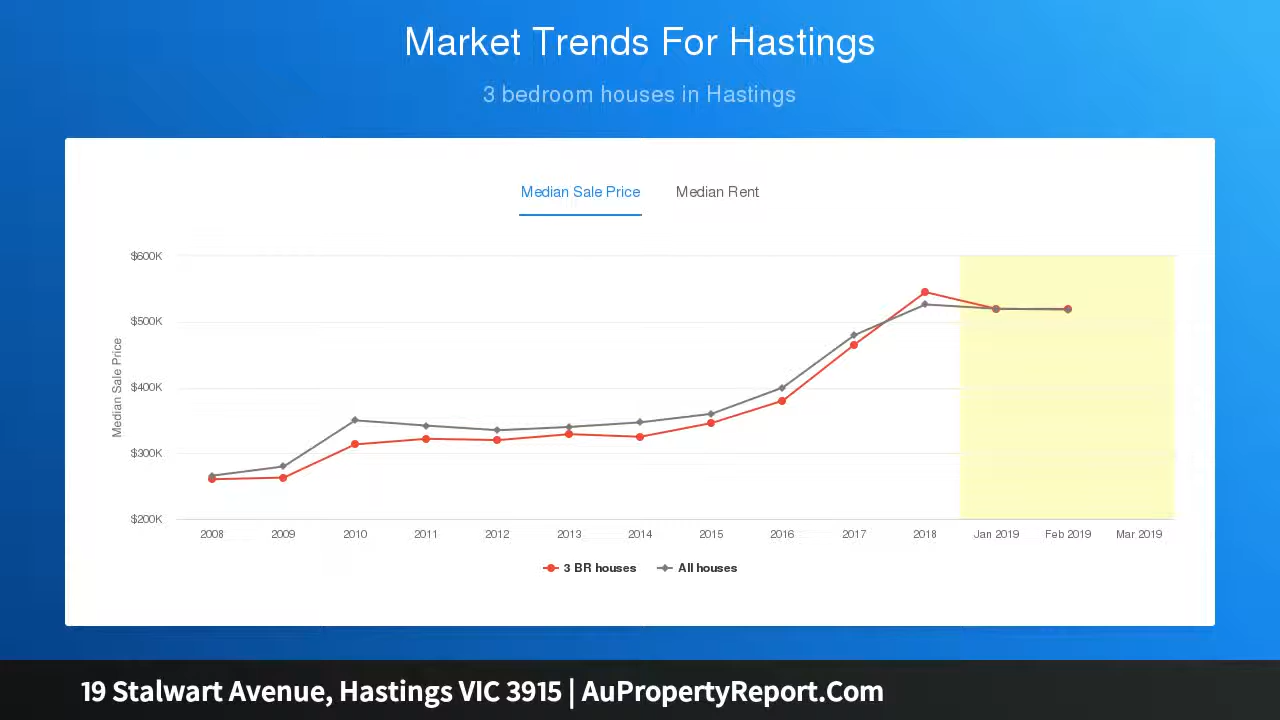 Market Trends For Hastings
3 bedroom houses in Hastings
Median Sale Price Median Rent
Median Sale Price
$600K
$500K
$400K
$300K
$200K
2008 2009 2010 2011 2012 2013 2014 2015 2016 2017 2018 Jan 2019 Feb 2019 Mar 2019
3 BR houses All houses
19 Stalwart Avenue, Hastings VIC 3915 | AuPropertyReport.Com